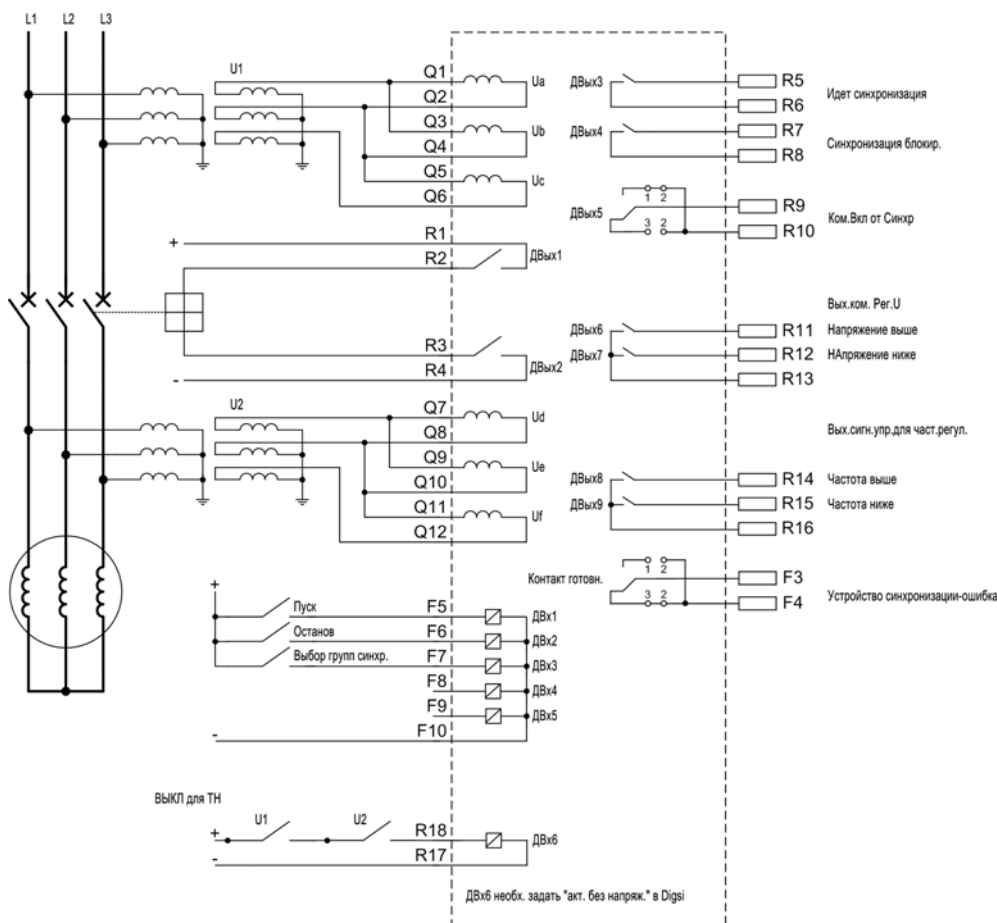 L1 L2 L3
U1
Q1
Q2
Q3
Q4
Q5
Q6
Ua
Ub
Uc
ДВых3
ДВых4
ДВых5
1 2
3 2
R5
R6
R7
R8
R9
R10
Идет синхронизация
Синхронизация блокир.
Ком.Вкл от Синхр
+
R1
R2
ДВых1
R3
R4
-
ДВых2
Вых.ком. Рег.U
ДВых6
R11 Напряжение выше
ДВых7
R12 НАпряжение ниже
R13
U2
Q7
Q8
Q9
Q10
Q11
Q12
Ud
Ue
Uf
Вых.сигн.упр.для част.регул.
ДВых8
R14 Частота выше
ДВых9
R15 Частота ниже
R16
Контакт готовн.
1 2
3 2
F3
F4
Устройство синхронизации-ошибка
+
Пуск F5 ДВх1
Останов F6 ДВх2
Выбор групп синхр. F7 ДВх3
F8 ДВх4
F9 ДВх5
- F10
ВЫКЛ для ТН
U1 U2
+ R18 ДВх6
- R17
ДВх6 необх. задать "акт. без напряж." в Digsi